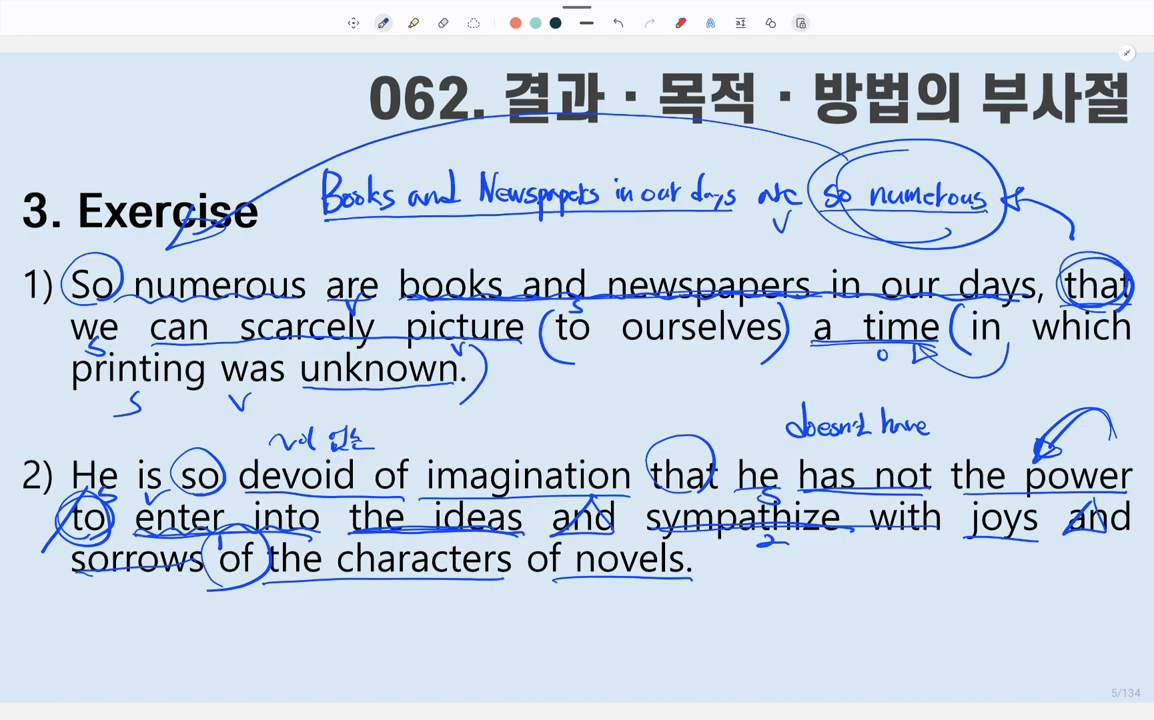 062. 결과 · 목적 · 방법의 부사절
Books and Newspapers in our days are so numerous
v
3. Exercise
1) So numerous are books and newspapers in our days, that
v s
we can scarcely picture (to ourselves) a time (in which
s v o
printing was unknown.)
s v
~이 없는 doesn't have
2) He is so devoid of imagination that he has not the power
s v s
to enter into the ideas and sympathize with joys and
1 2
sorrows of the characters of novels.
5/134